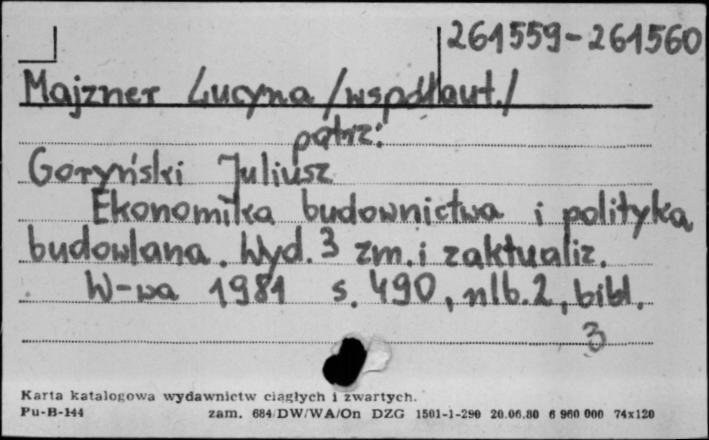 261559-261560
Majzner Lucyna /współaut./
patrz:
Goryński Juliusz
Ekonomika budownictwa i polityka
budowlana. Wyd. 3 zm. i zaktualiz.
W-wa 1981 s. 490, nlb. 2, bibl.
3
Karta katalogowa wydawnictw ciągłych i zwartych.
Pu-B-144 zam. 684/DW/WA/On DZG 1501-1-290 20.06.80 6 960 000 74x120